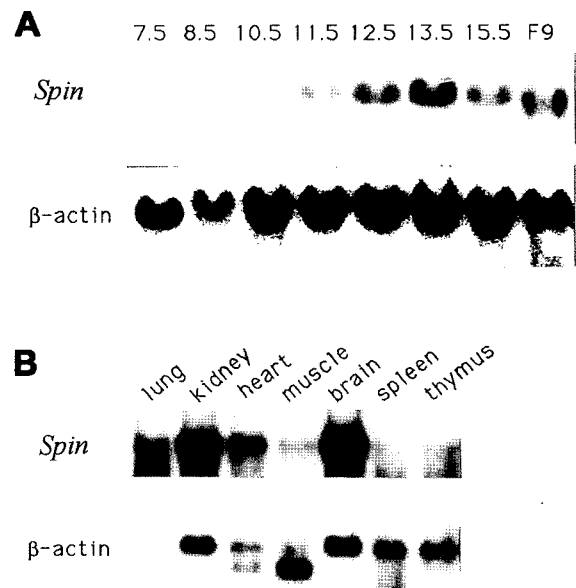 A
7.5 8.5 10.5 11.5 12.5 13.5 15.5 F9
Spin
β-actin
B
lung kidney heart muscle brain spleen thymus
Spin
β-actin